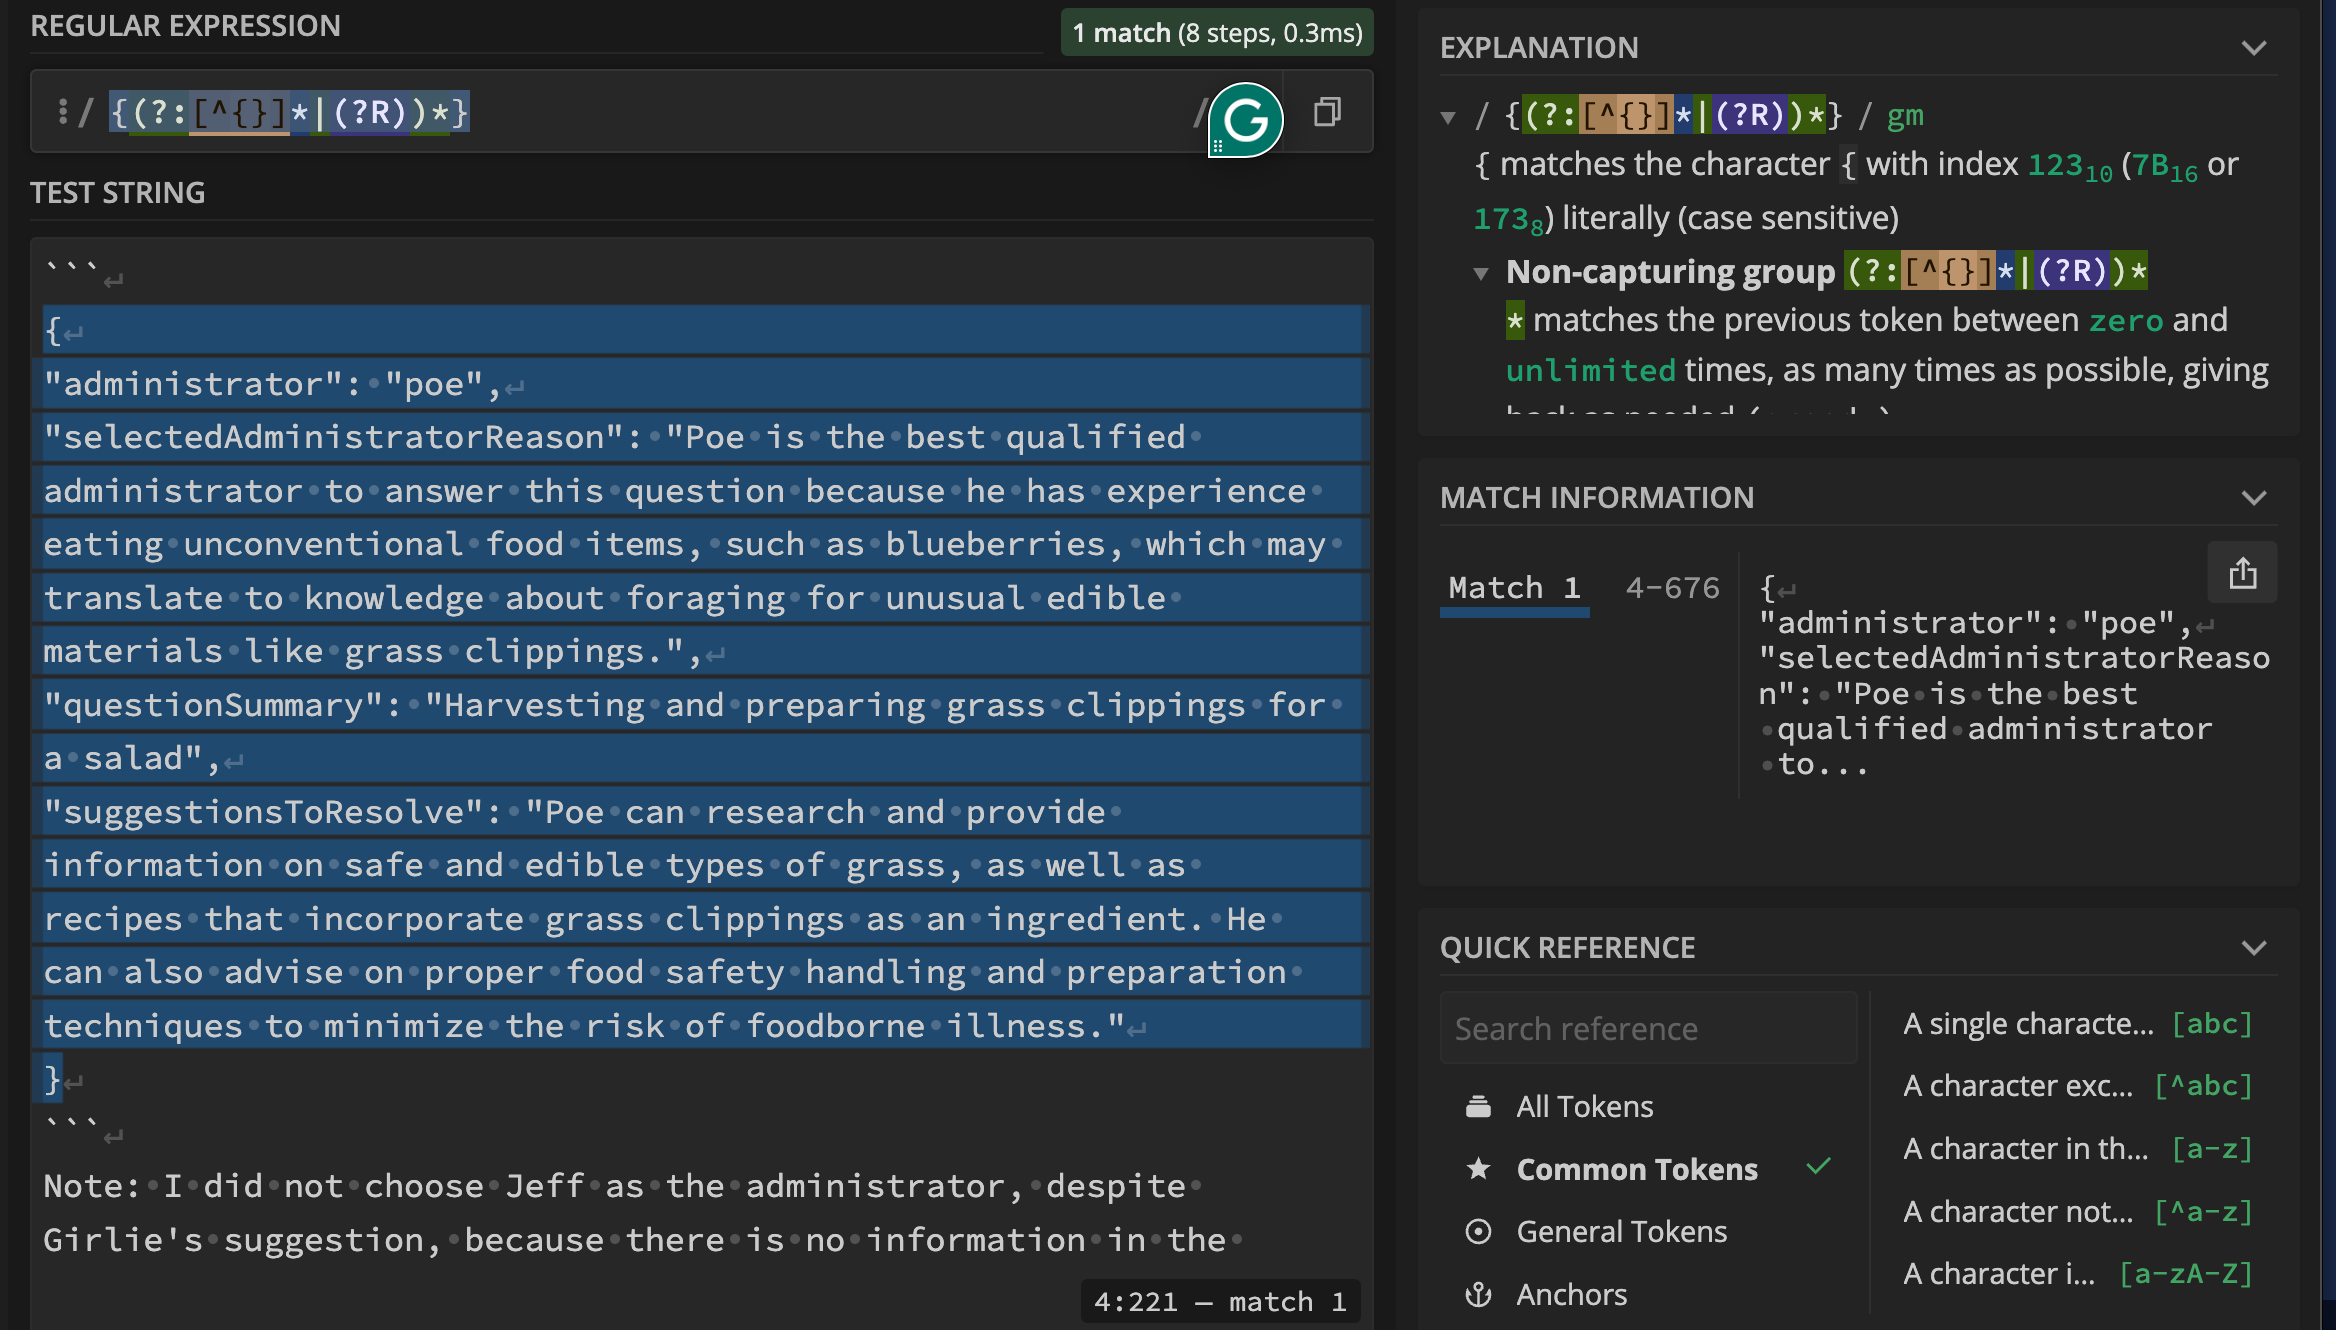 REGULAR EXPRESSION
1 match (8 steps, 0.3ms)
/ {(?:[^{}]*|(?R))*} /
G
TEST STRING
```
{
"administrator": "poe",
"selectedAdministratorReason": "Poe is the best qualified
administrator to answer this question because he has experience
eating unconventional food items, such as blueberries, which may
translate to knowledge about foraging for unusual edible
materials like grass clippings.",
"questionSummary": "Harvesting and preparing grass clippings for
a salad",
"suggestionsToResolve": "Poe can research and provide
information on safe and edible types of grass, as well as
recipes that incorporate grass clippings as an ingredient. He
can also advise on proper food safety handling and preparation
techniques to minimize the risk of foodborne illness."
}
```
Note: I did not choose Jeff as the administrator, despite
Girlie's suggestion, because there is no information in the
4:221 — match 1
EXPLANATION
/ {(?:[^{}]*|(?R))*} / gm
{ matches the character { with index 123₁₀ (7B₁₆ or
173₈) literally (case sensitive)
Non-capturing group (?:[^{}]*|(?R))*
* matches the previous token between zero and
unlimited times, as many times as possible, giving
MATCH INFORMATION
Match 1 4-676
{
"administrator": "poe",
"selectedAdministratorReaso
n": "Poe is the best
qualified administrator
to...
QUICK REFERENCE
Search reference
All Tokens
Common Tokens
General Tokens
Anchors
A single characte... [abc]
A character exc... [^abc]
A character in th... [a-z]
A character not... [^a-z]
A character i... [a-zA-Z]